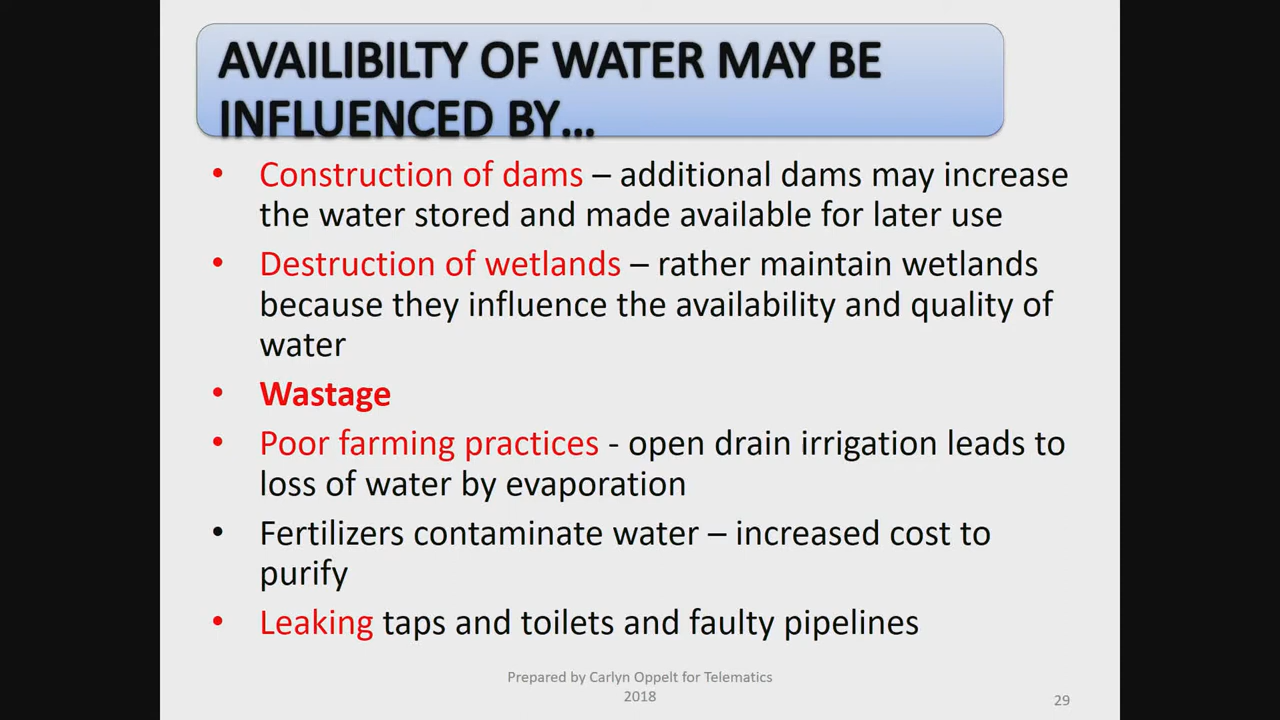 AVAILIBILTY OF WATER MAY BE
INFLUENCED BY...
• Construction of dams – additional dams may increase
the water stored and made available for later use
• Destruction of wetlands – rather maintain wetlands
because they influence the availability and quality of
water
• Wastage
• Poor farming practices - open drain irrigation leads to
loss of water by evaporation
• Fertilizers contaminate water – increased cost to
purify
• Leaking taps and toilets and faulty pipelines
Prepared by Carlyn Oppelt for Telematics
2018
29